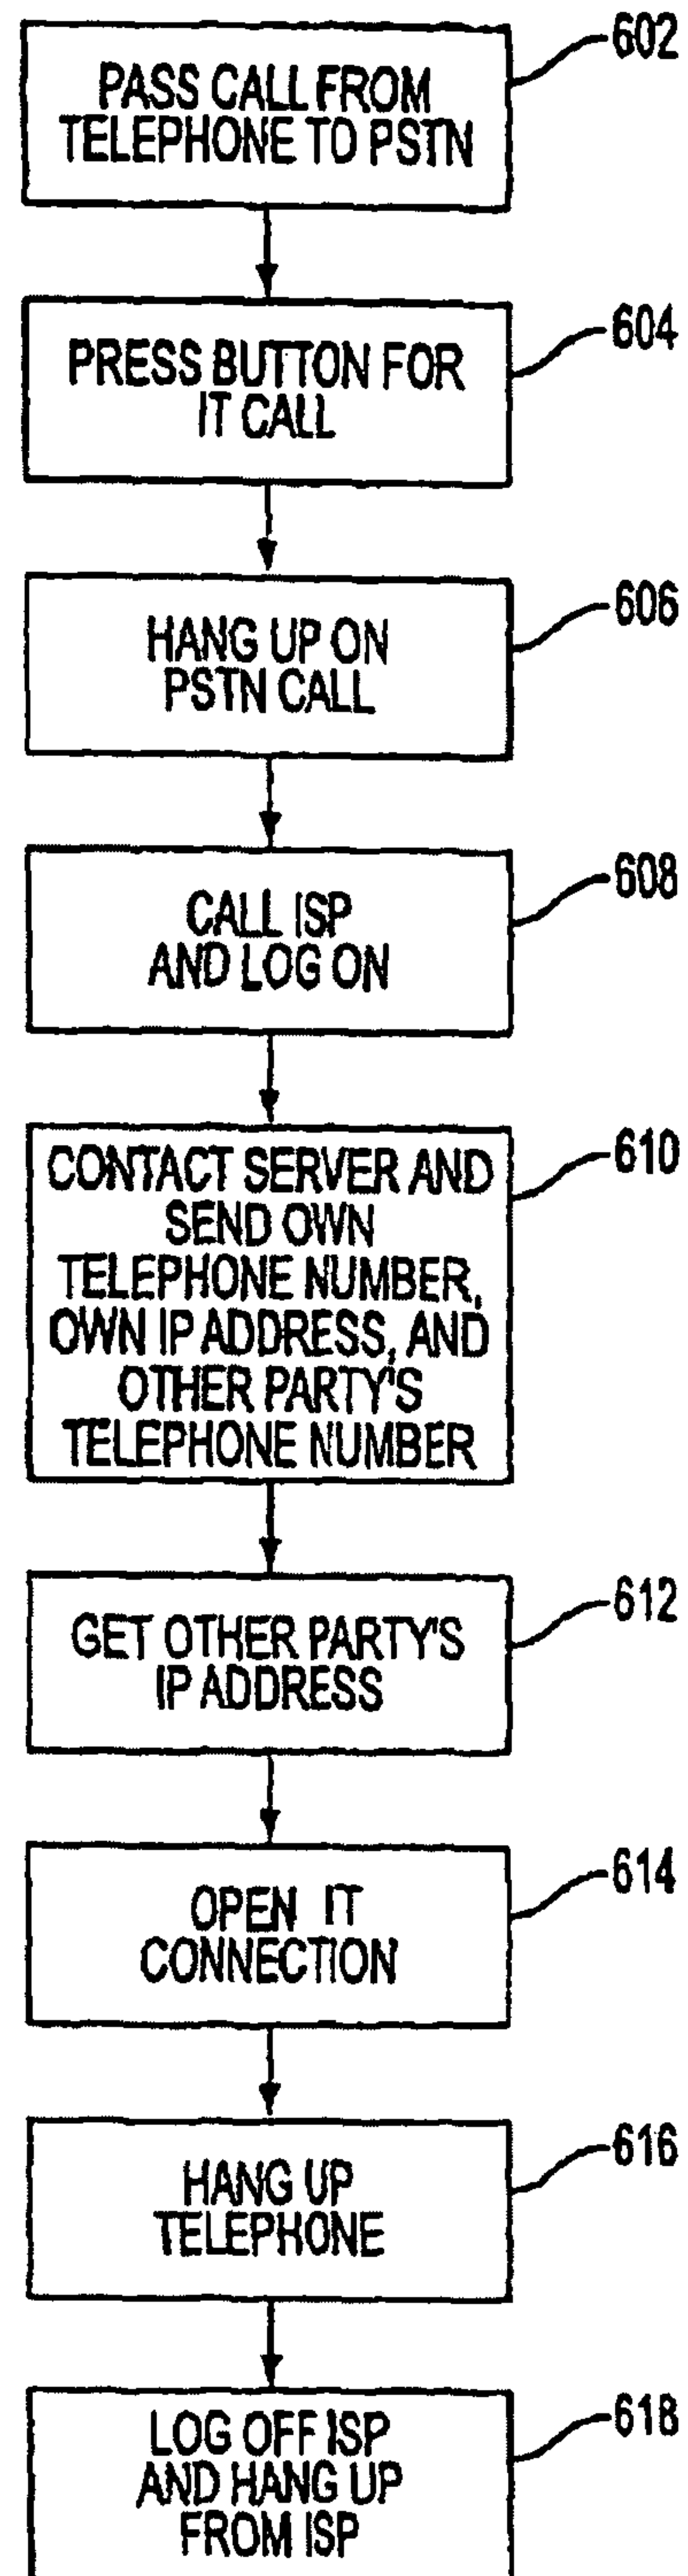 602
PASS CALL FROM
TELEPHONE TO PSTN
604
PRESS BUTTON FOR
IT CALL
606
HANG UP ON
PSTN CALL
608
CALL ISP
AND LOG ON
610
CONTACT SERVER AND
SEND OWN
TELEPHONE NUMBER,
OWN IP ADDRESS, AND
OTHER PARTY'S
TELEPHONE NUMBER
612
GET OTHER PARTY'S
IP ADDRESS
614
OPEN IT
CONNECTION
616
HANG UP
TELEPHONE
618
LOG OFF ISP
AND HANG UP
FROM ISP